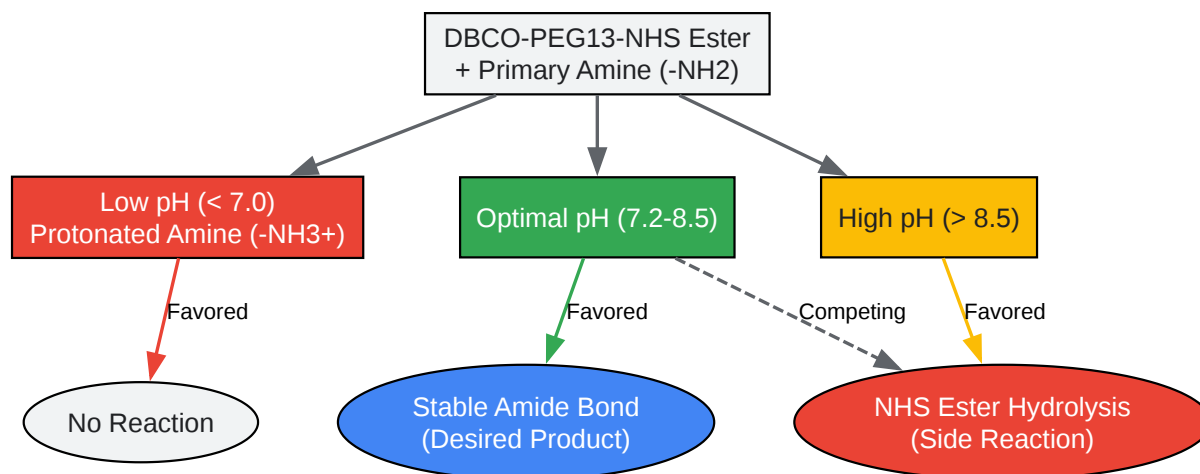 DBCO-PEG13-NHS Ester
+ Primary Amine (-NH2)
Low pH (< 7.0)
Protonated Amine (-NH3+)
Optimal pH (7.2-8.5)
High pH (> 8.5)
Favored
Favored
Competing
Favored
No Reaction
Stable Amide Bond
(Desired Product)
NHS Ester Hydrolysis
(Side Reaction)